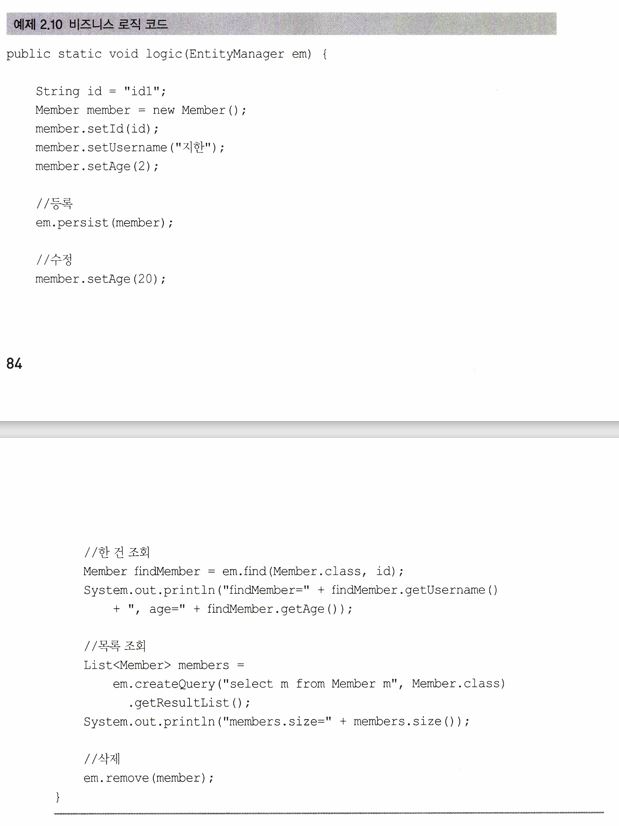 예제 2.10 비즈니스 로직 코드
public static void logic(EntityManager em) {
String id = "id1";
Member member = new Member();
member.setId(id);
member.setUsername("지한");
member.setAge(2);
//등록
em.persist(member);
//수정
member.setAge(20);
84
//한 건 조회
Member findMember = em.find(Member.class, id);
System.out.println("findMember=" + findMember.getUsername()
+ ", age=" + findMember.getAge());
//목록 조회
List<Member> members =
em.createQuery("select m from Member m", Member.class)
.getResultList();
System.out.println("members.size=" + members.size());
//삭제
em.remove(member);
}